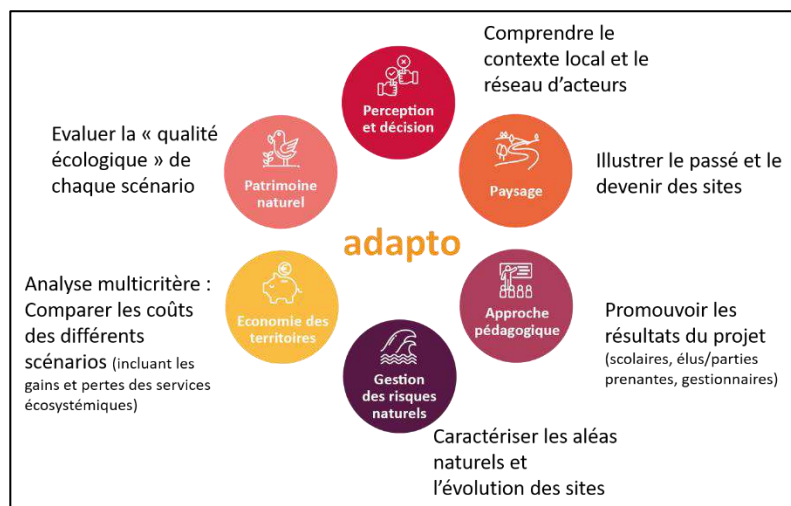 Comprendre le
contexte local et le
réseau d’acteurs
Perception
et décision
Evaluer la « qualité
écologique » de
chaque scénario
Patrimoine
naturel
Paysage
Illustrer le passé et le
devenir des sites
adapto
Analyse multicritère :
Comparer les coûts
des différents
scénarios (incluant les
gains et pertes des services
écosystémiques)
Economie des
territoires
Approche
pédagogique
Promouvoir les
résultats du projet
(scolaires, élus/parties
prenantes, gestionnaires)
Gestion
des risques
naturels
Caractériser les aléas
naturels et
l’évolution des sites